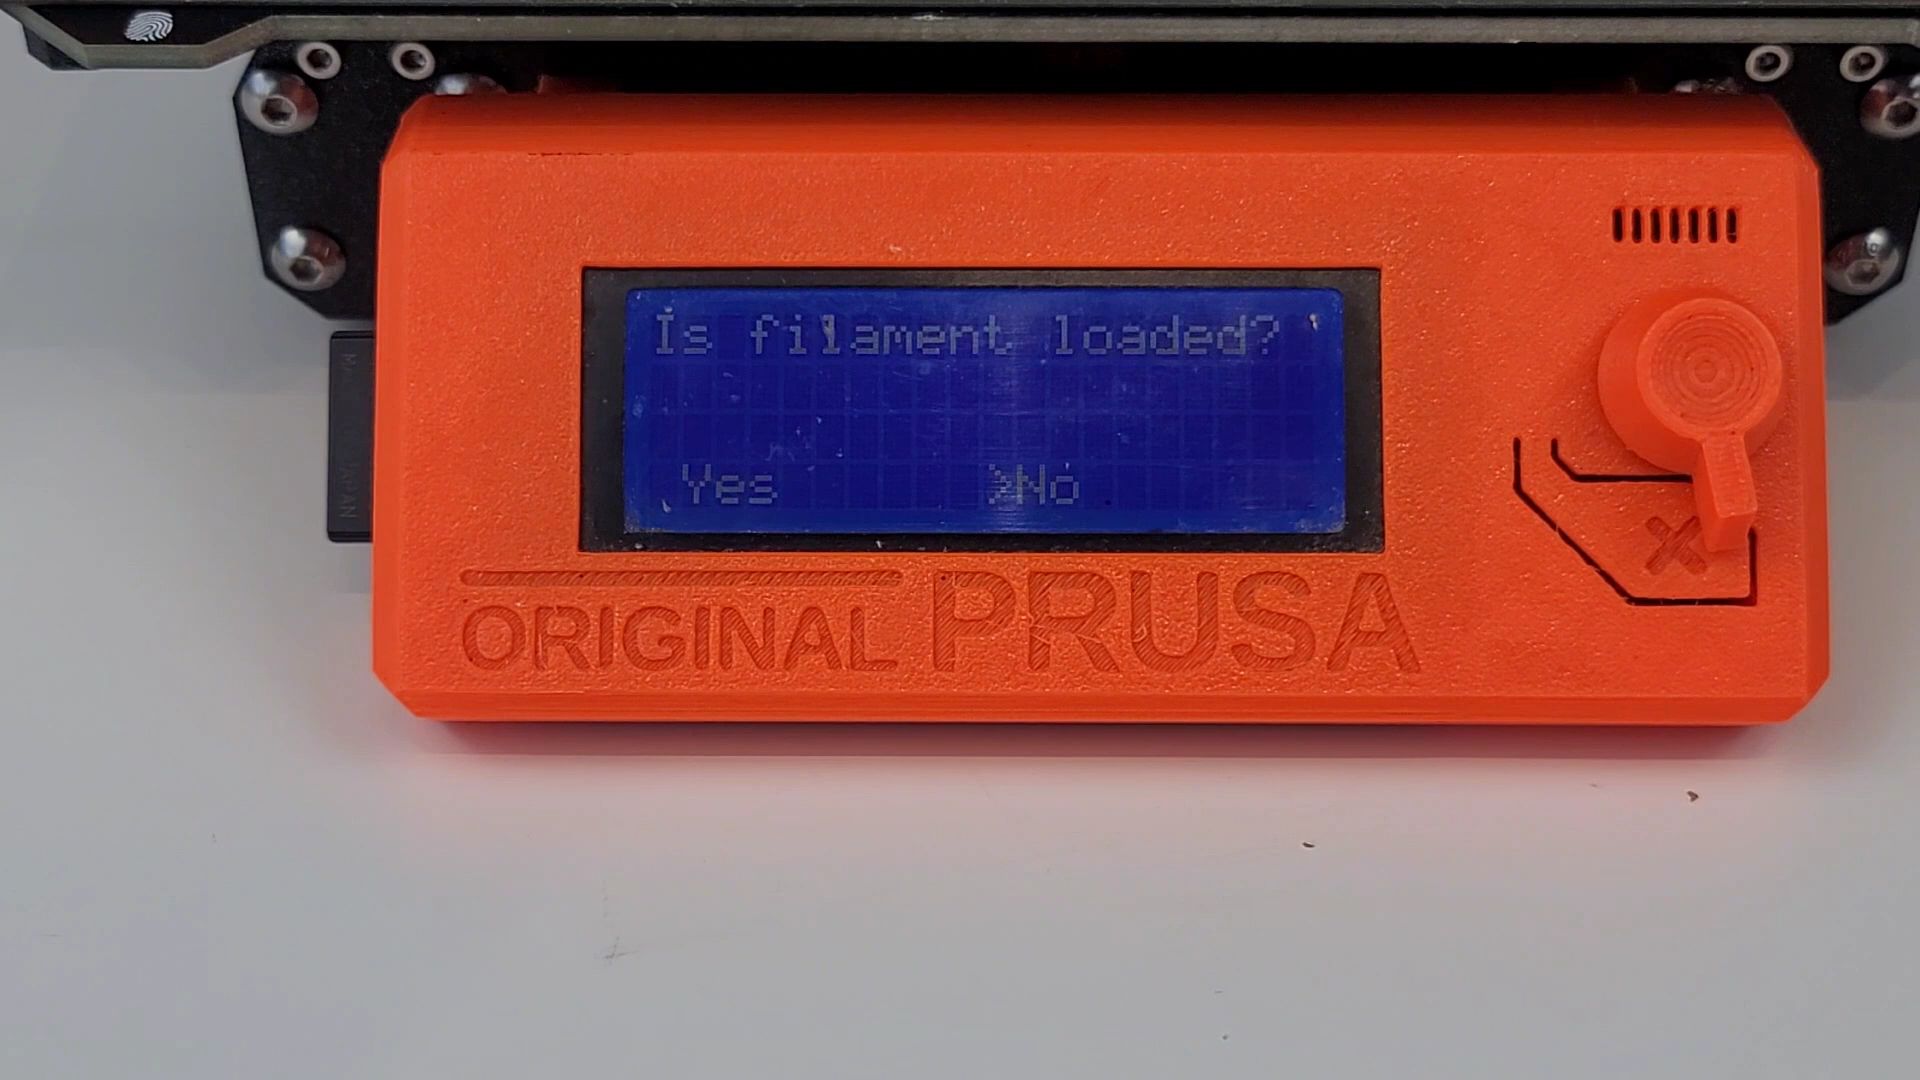 Is filament loaded?
Yes >No
ORIGINAL PRUSA